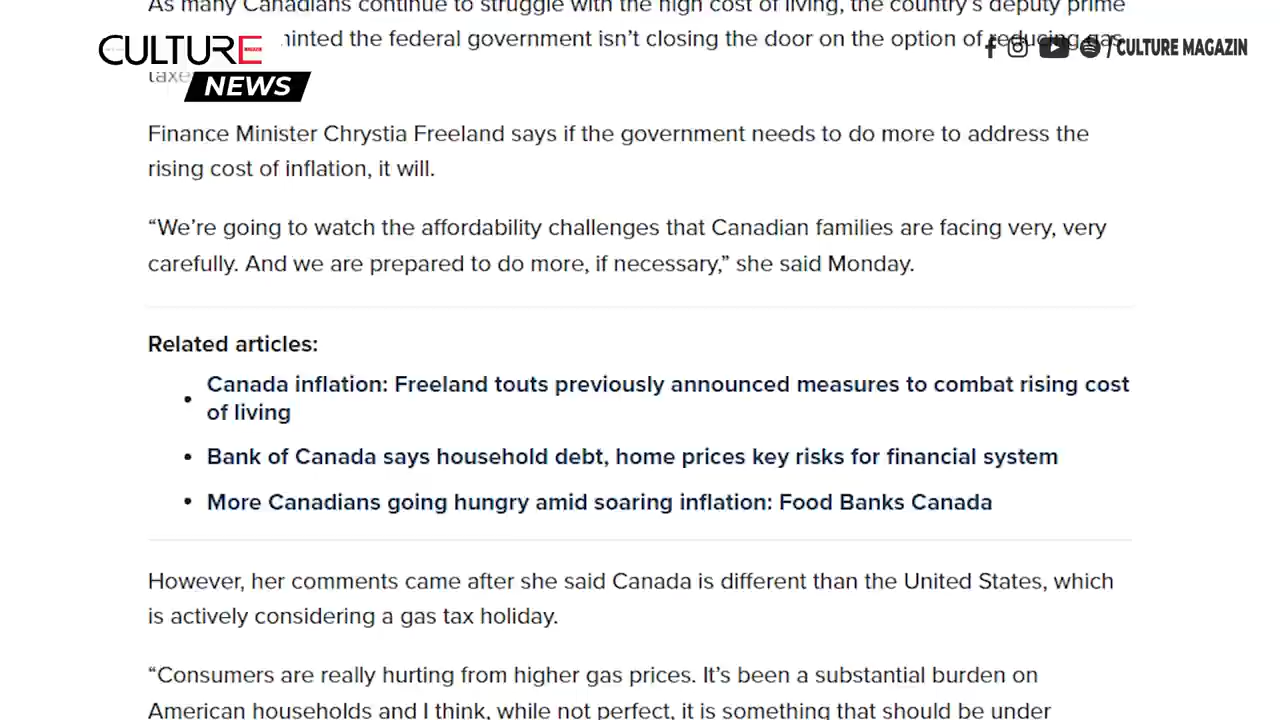 As many Canadians continue to struggle with the high cost of living, the country's deputy prime
hinted the federal government isn't closing the door on the option of reducing gas
taxe
CULTURE
NEWS
/ CULTURE MAGAZIN
Finance Minister Chrystia Freeland says if the government needs to do more to address the
rising cost of inflation, it will.
“We're going to watch the affordability challenges that Canadian families are facing very, very
carefully. And we are prepared to do more, if necessary,” she said Monday.
Related articles:
• Canada inflation: Freeland touts previously announced measures to combat rising cost
of living
• Bank of Canada says household debt, home prices key risks for financial system
• More Canadians going hungry amid soaring inflation: Food Banks Canada
However, her comments came after she said Canada is different than the United States, which
is actively considering a gas tax holiday.
“Consumers are really hurting from higher gas prices. It's been a substantial burden on
American households and I think, while not perfect, it is something that should be under